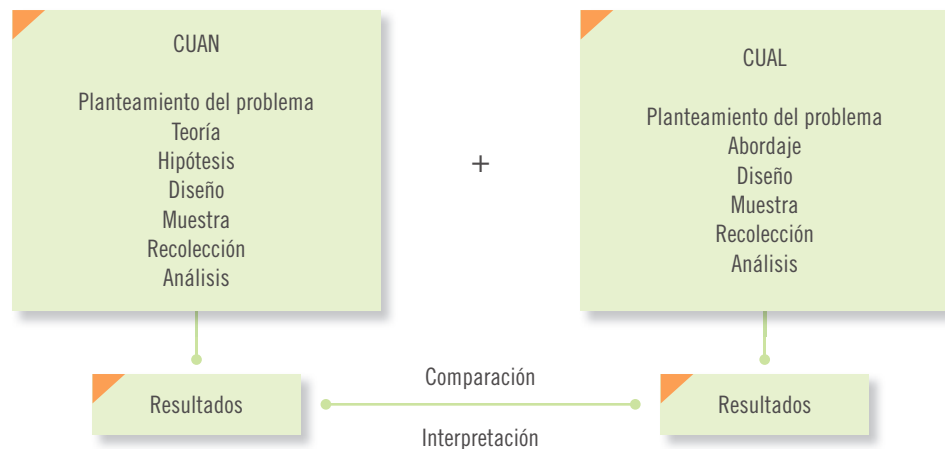 CUAN
Planteamiento del problema
Teoría
Hipótesis
Diseño
Muestra
Recolección
Análisis
+
CUAL
Planteamiento del problema
Abordaje
Diseño
Muestra
Recolección
Análisis
Resultados
Comparación
Interpretación
Resultados